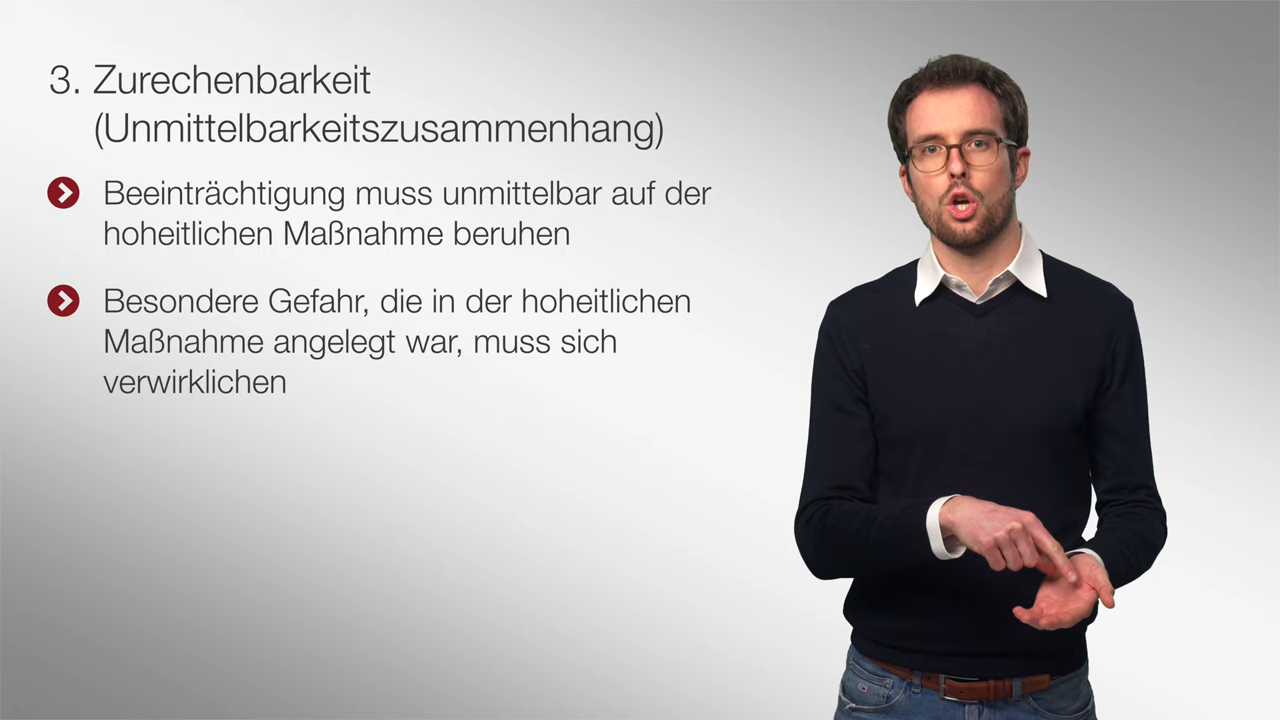 3. Zurechenbarkeit
(Unmittelbarkeitszusammenhang)
Beeinträchtigung muss unmittelbar auf der
hoheitlichen Maßnahme beruhen
Besondere Gefahr, die in der hoheitlichen
Maßnahme angelegt war, muss sich
verwirklichen